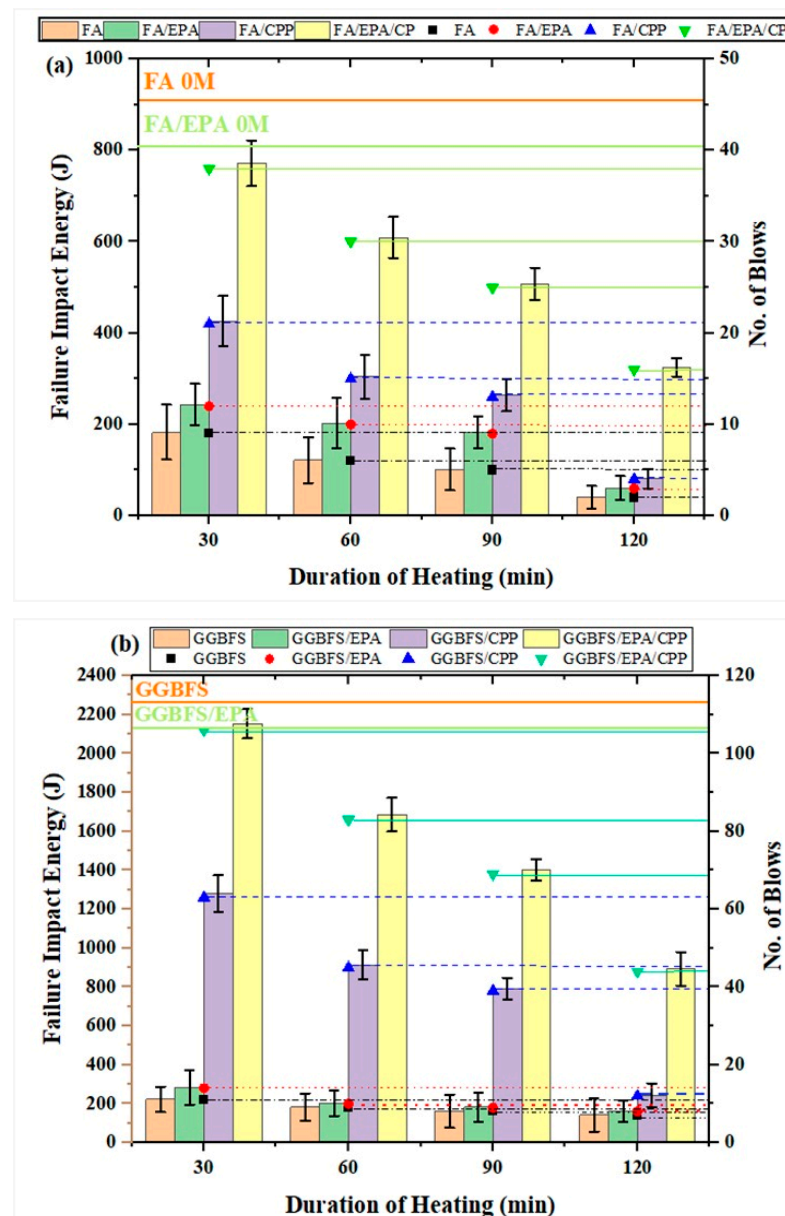 FA FA/EPA FA/CPP FA/EPA/CP FA FA/EPA FA/CPP FA/EPA/CP
(a)
1000 50
FA 0M
FA/EPA 0M
800 40
600 30
400 20
200 10
0 0
Failure Impact Energy (J)
No. of Blows
30 60 90 120
Duration of Heating (min)
(b)
GGBFS GGBFS/EPA GGBFS/CPP GGBFS/EPA/CPP
GGBFS GGBFS/EPA GGBFS/CPP GGBFS/EPA/CPP
2400 120
GGBFS
2200
GGBFS/EPA
2000 100
1800
1600 80
1400
1200 60
1000
800 40
600
400 20
200
0 0
Failure Impact Energy (J)
No. of Blows
30 60 90 120
Duration of Heating (min)